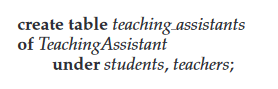 create table teaching_assistants
of TeachingAssistant
under students, teachers;